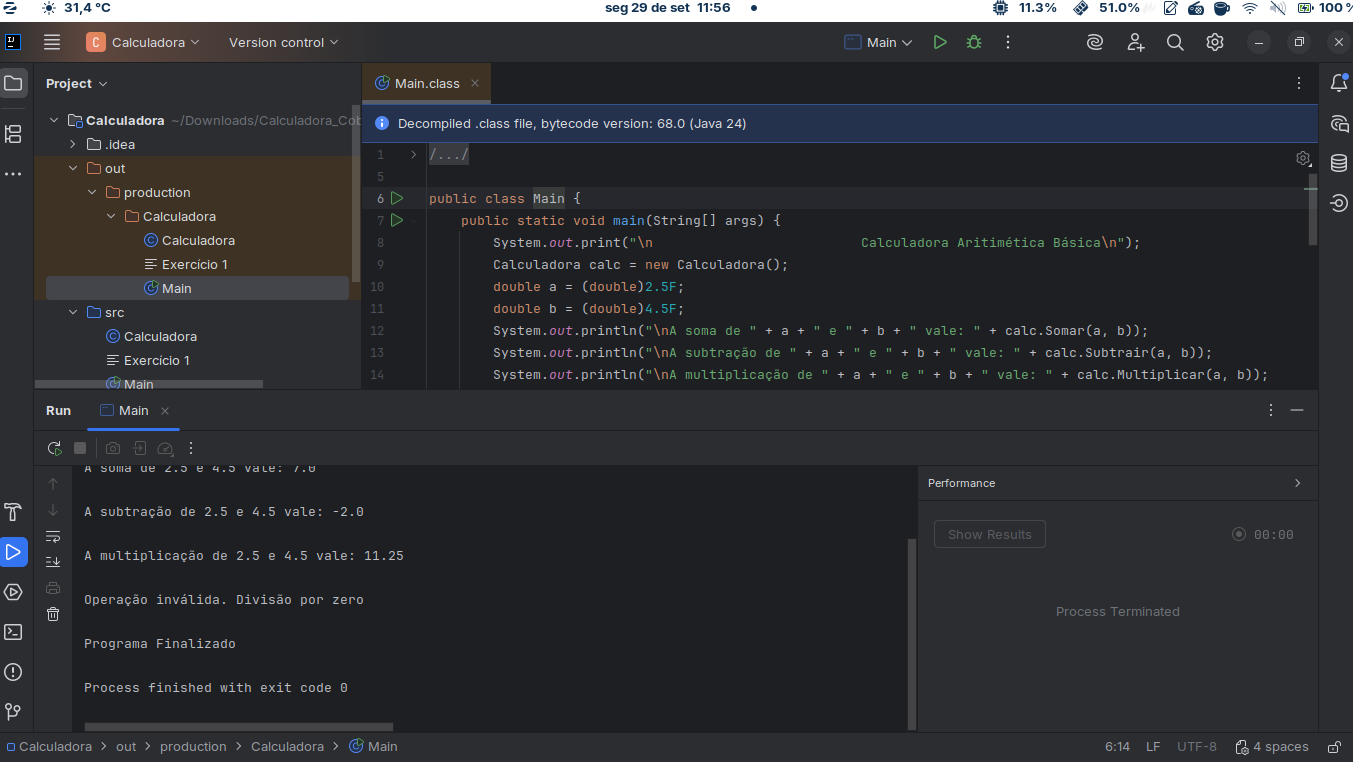 31,4 °C seg 29 de set 11:56 11.3% 51.0% 100 %
Calculadora Version control Main
Project
Main.class
Calculadora ~/Downloads/Calculadora_Cob
Decompiled .class file, bytecode version: 68.0 (Java 24)
.idea
out
production
Calculadora
Calculadora
Exercício 1
Main
src
Calculadora
Exercício 1
Main
1 /.../
5
6 public class Main {
7 public static void main(String[] args) {
8 System.out.print("\n Calculadora Aritimética Básica\n");
9 Calculadora calc = new Calculadora();
10 double a = (double)2.5F;
11 double b = (double)4.5F;
12 System.out.println("\nA soma de " + a + " e " + b + " vale: " + calc.Somar(a, b));
13 System.out.println("\nA subtração de " + a + " e " + b + " vale: " + calc.Subtrair(a, b));
14 System.out.println("\nA multiplicação de " + a + " e " + b + " vale: " + calc.Multiplicar(a, b));
Run Main
A soma de 2.5 e 4.5 vale: 7.0
A subtração de 2.5 e 4.5 vale: -2.0
A multiplicação de 2.5 e 4.5 vale: 11.25
Operação inválida. Divisão por zero
Programa Finalizado
Process finished with exit code 0
Performance
Show Results 00:00
Process Terminated
Calculadora > out > production > Calculadora > Main 6:14 LF UTF-8 4 spaces